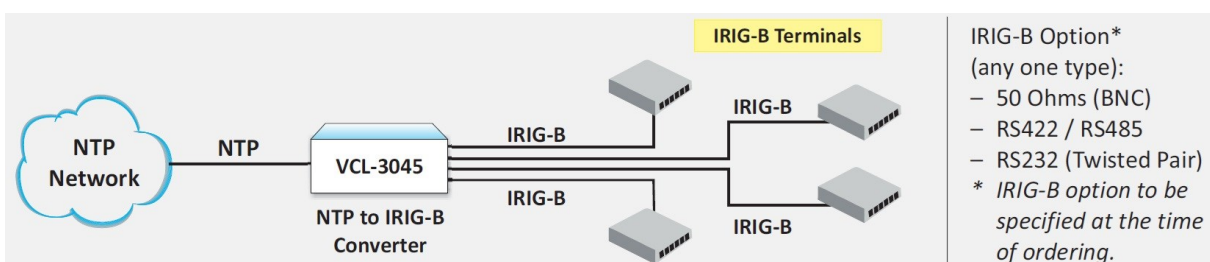 IRIG-B Terminals
NTP
Network
NTP
VCL-3045
NTP to IRIG-B
Converter
IRIG-B
IRIG-B
IRIG-B
IRIG-B
IRIG-B Option*
(any one type):
– 50 Ohms (BNC)
– RS422 / RS485
– RS232 (Twisted Pair)
* IRIG-B option to be
specified at the time
of ordering.